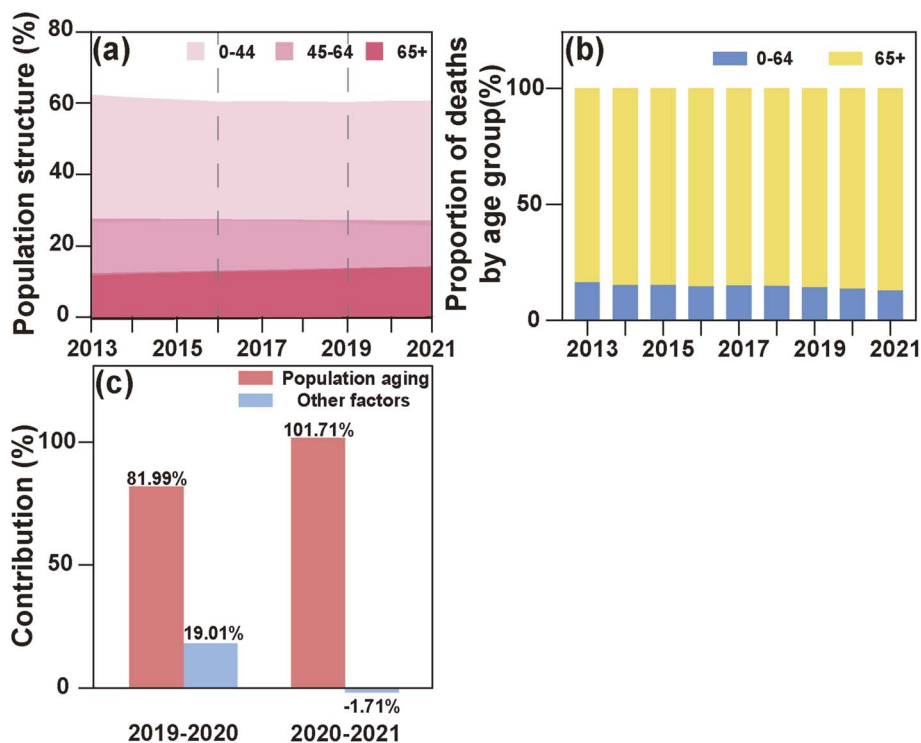 (a)
0-44 45-64 65+
Population structure (%)
80
60
40
20
0
2013 2015 2017 2019 2021
(b)
0-64 65+
Proportion of deaths
by age group(%)
100
50
0
2013 2015 2017 2019 2021
(c)
Population aging
Other factors
Contribution (%)
100
50
0
81.99%
19.01%
101.71%
-1.71%
2019-2020 2020-2021